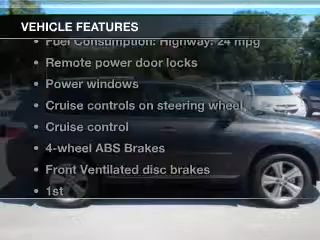 VEHICLE FEATURES
• Fuel Consumption: Highway: 24 mpg
• Remote power door locks
• Power windows
• Cruise controls on steering wheel
• Cruise control
• 4-wheel ABS Brakes
• Front Ventilated disc brakes
• 1st